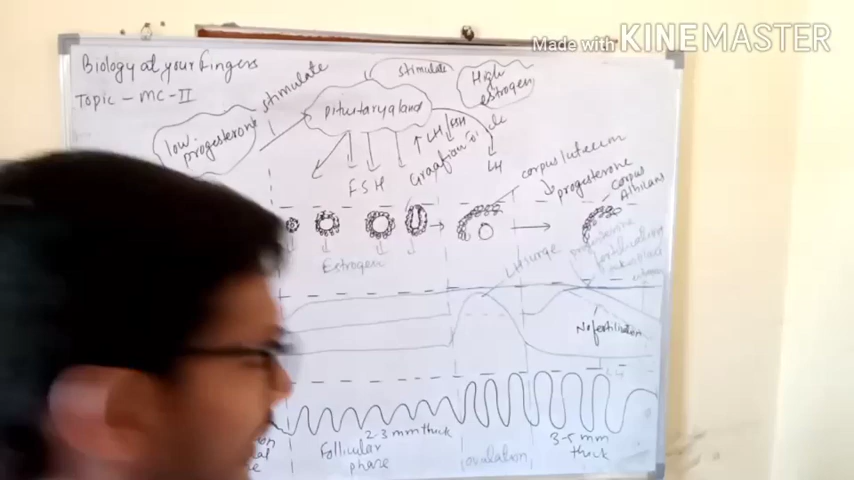 Made with KINEMASTER
Biology at your fingers
Topic - MC-II
stimulate
stimulate
High
estrogen
Pitutary gland
low
progesterone
LH/FSH
Graafian
LH
FSH
corpus luteum
progesterone
corpus
Albicans
Estrogen
LH surge
progesterone
No fertilization
2-3 mm thick
Follicular
phase
ovulation
3-5 mm
thick